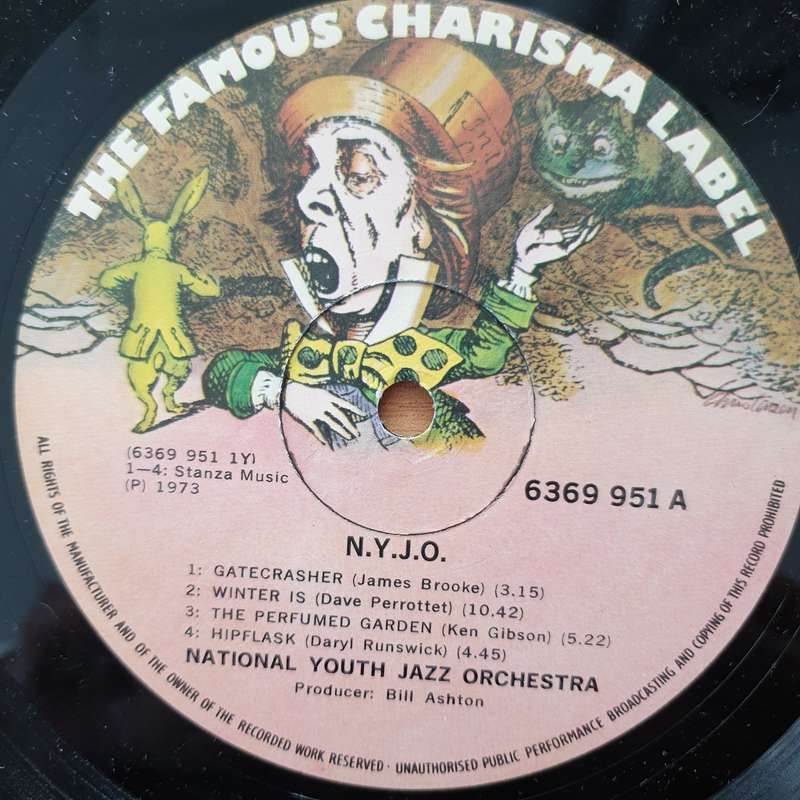 THE FAMOUS CHARISMA LABEL
(6369 951 1Y)
1—4: Stanza Music
(P) 1973
6369 951 A
N.Y.J.O.
1: GATECRASHER (James Brooke) (3.15)
2: WINTER IS (Dave Perrottet) (10.42)
3: THE PERFUMED GARDEN (Ken Gibson) (5.22)
4: HIPFLASK (Daryl Runswick) (4.45)
NATIONAL YOUTH JAZZ ORCHESTRA
Producer: Bill Ashton
ALL RIGHTS OF THE MANUFACTURER AND OF THE OWNER OF THE RECORDED WORK RESERVED · UNAUTHORISED PUBLIC PERFORMANCE BROADCASTING AND COPYING OF THIS RECORD PROHIBITED